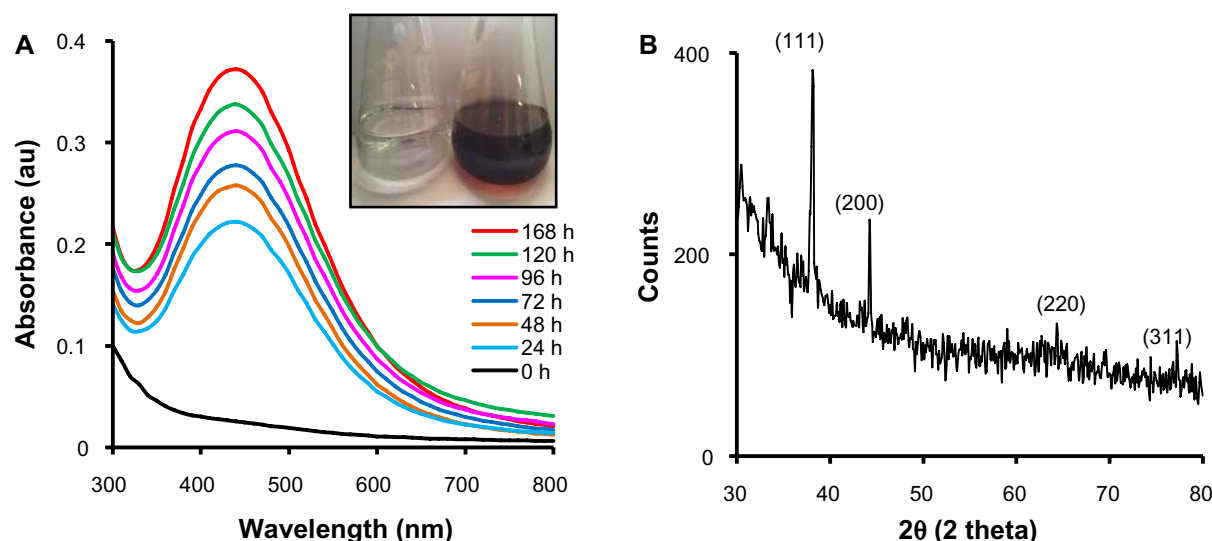 A
0.4
0.3
0.2
0.1
0
Absorbance (au)
300 400 500 600 700 800
Wavelength (nm)
168 h
120 h
96 h
72 h
48 h
24 h
0 h
B
400
200
0
Counts
(111)
(200)
(220)
(311)
30 40 50 60 70 80
2θ (2 theta)